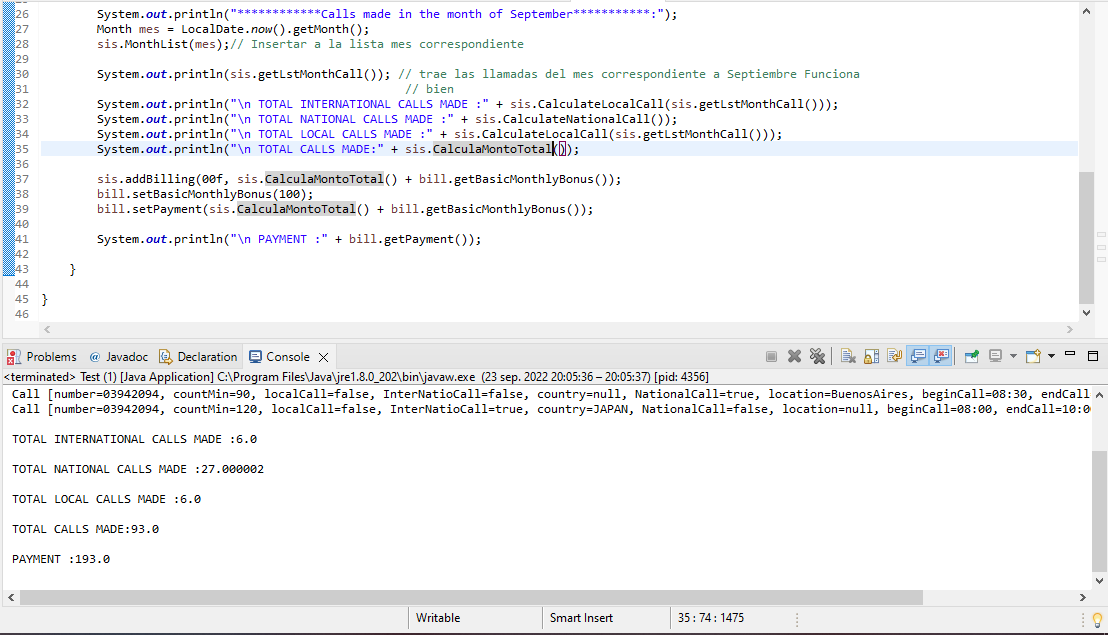 26 System.out.println("************Calls made in the month of September***********:");
27 Month mes = LocalDate.now().getMonth();
28 sis.MonthList(mes);// Insertar a la lista mes correspondiente
29
30 System.out.println(sis.getLstMonthCall()); // trae las llamadas del mes correspondiente a Septiembre Funciona
31 // bien
32 System.out.println("\n TOTAL INTERNATIONAL CALLS MADE :" + sis.CalculateLocalCall(sis.getLstMonthCall()));
33 System.out.println("\n TOTAL NATIONAL CALLS MADE :" + sis.CalculateNationalCall());
34 System.out.println("\n TOTAL LOCAL CALLS MADE :" + sis.CalculateLocalCall(sis.getLstMonthCall()));
35 System.out.println("\n TOTAL CALLS MADE:" + sis.CalculaMontoTotal());
36
37 sis.addBilling(00f, sis.CalculaMontoTotal() + bill.getBasicMonthlyBonus());
38 bill.setBasicMonthlyBonus(100);
39 bill.setPayment(sis.CalculaMontoTotal() + bill.getBasicMonthlyBonus());
40
41 System.out.println("\n PAYMENT :" + bill.getPayment());
42
43 }
44
45 }
46
Problems @ Javadoc Declaration Console
<terminated> Test (1) [Java Application] C:\Program Files\Java\jre1.8.0_202\bin\javaw.exe (23 sep. 2022 20:05:36 – 20:05:37) [pid: 4356]
Call [number=03942094, countMin=90, localCall=false, InterNatioCall=false, country=null, NationalCall=true, location=BuenosAires, beginCall=08:30, endCall
Call [number=03942094, countMin=120, localCall=false, InterNatioCall=true, country=JAPAN, NationalCall=false, location=null, beginCall=08:00, endCall=10:0
TOTAL INTERNATIONAL CALLS MADE :6.0
TOTAL NATIONAL CALLS MADE :27.000002
TOTAL LOCAL CALLS MADE :6.0
TOTAL CALLS MADE:93.0
PAYMENT :193.0
Writable Smart Insert 35 : 74 : 1475